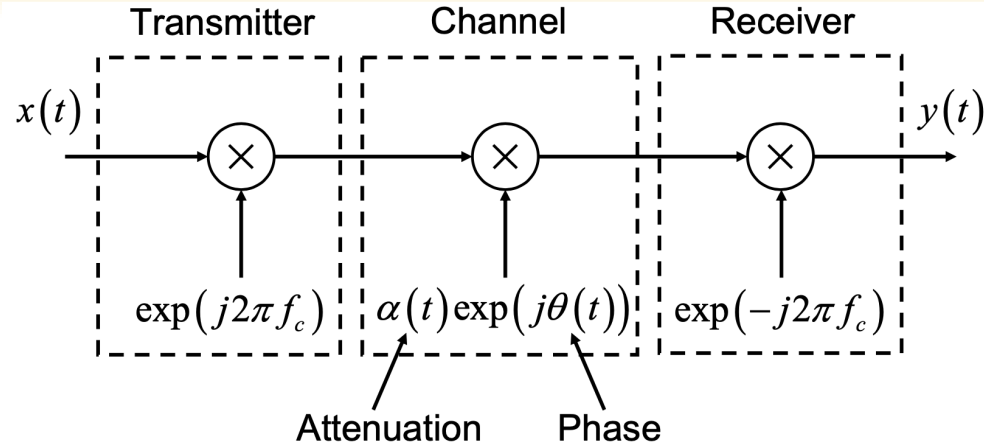 Transmitter Channel Receiver
x(t) y(t)
× × ×
exp(j2πf_c) α(t)exp(jθ(t)) exp(−j2πf_c)
Attenuation Phase